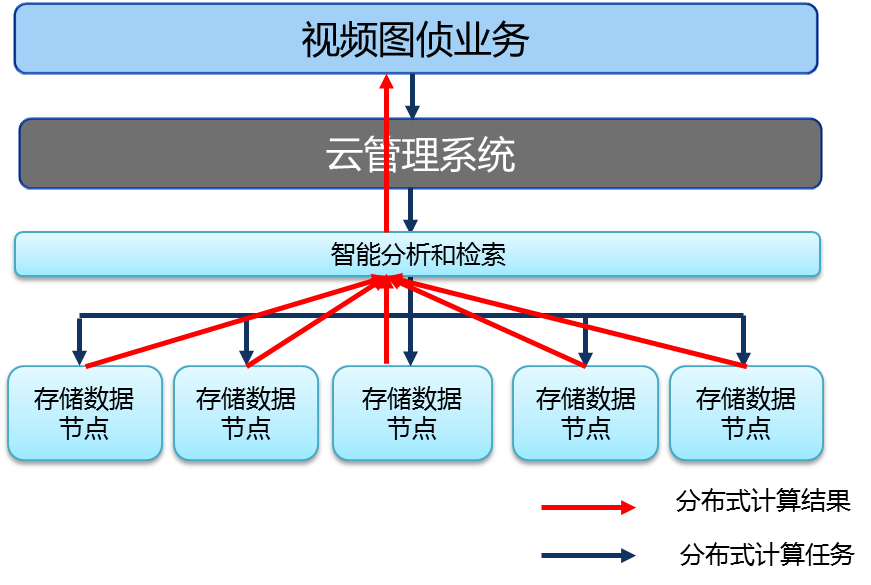 视频图侦业务
云管理系统
智能分析和检索
存储数据
节点
存储数据
节点
存储数据
节点
存储数据
节点
存储数据
节点
分布式计算结果
分布式计算任务